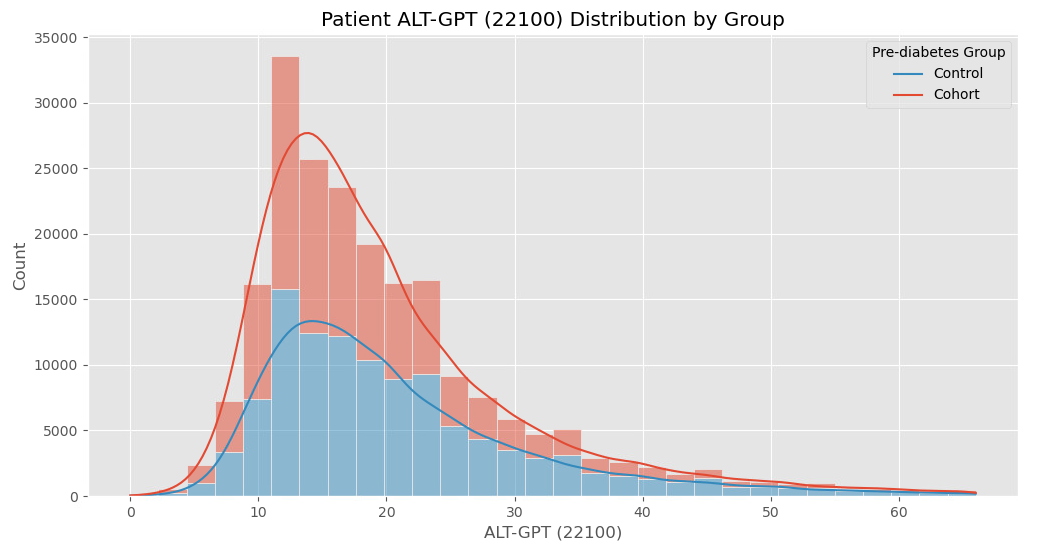 Patient ALT-GPT (22100) Distribution by Group
35000
30000
25000
20000
15000
10000
5000
0
Count
Pre-diabetes Group
Control
Cohort
0 10 20 30 40 50 60
ALT-GPT (22100)